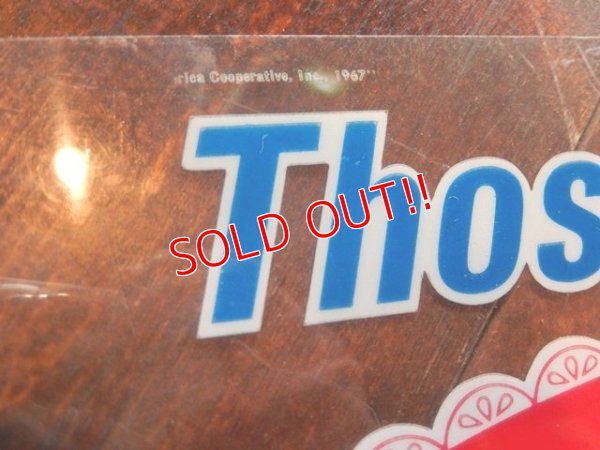 rica Cooperative, Inc., 1967"
Thos
SOLD OUT!!